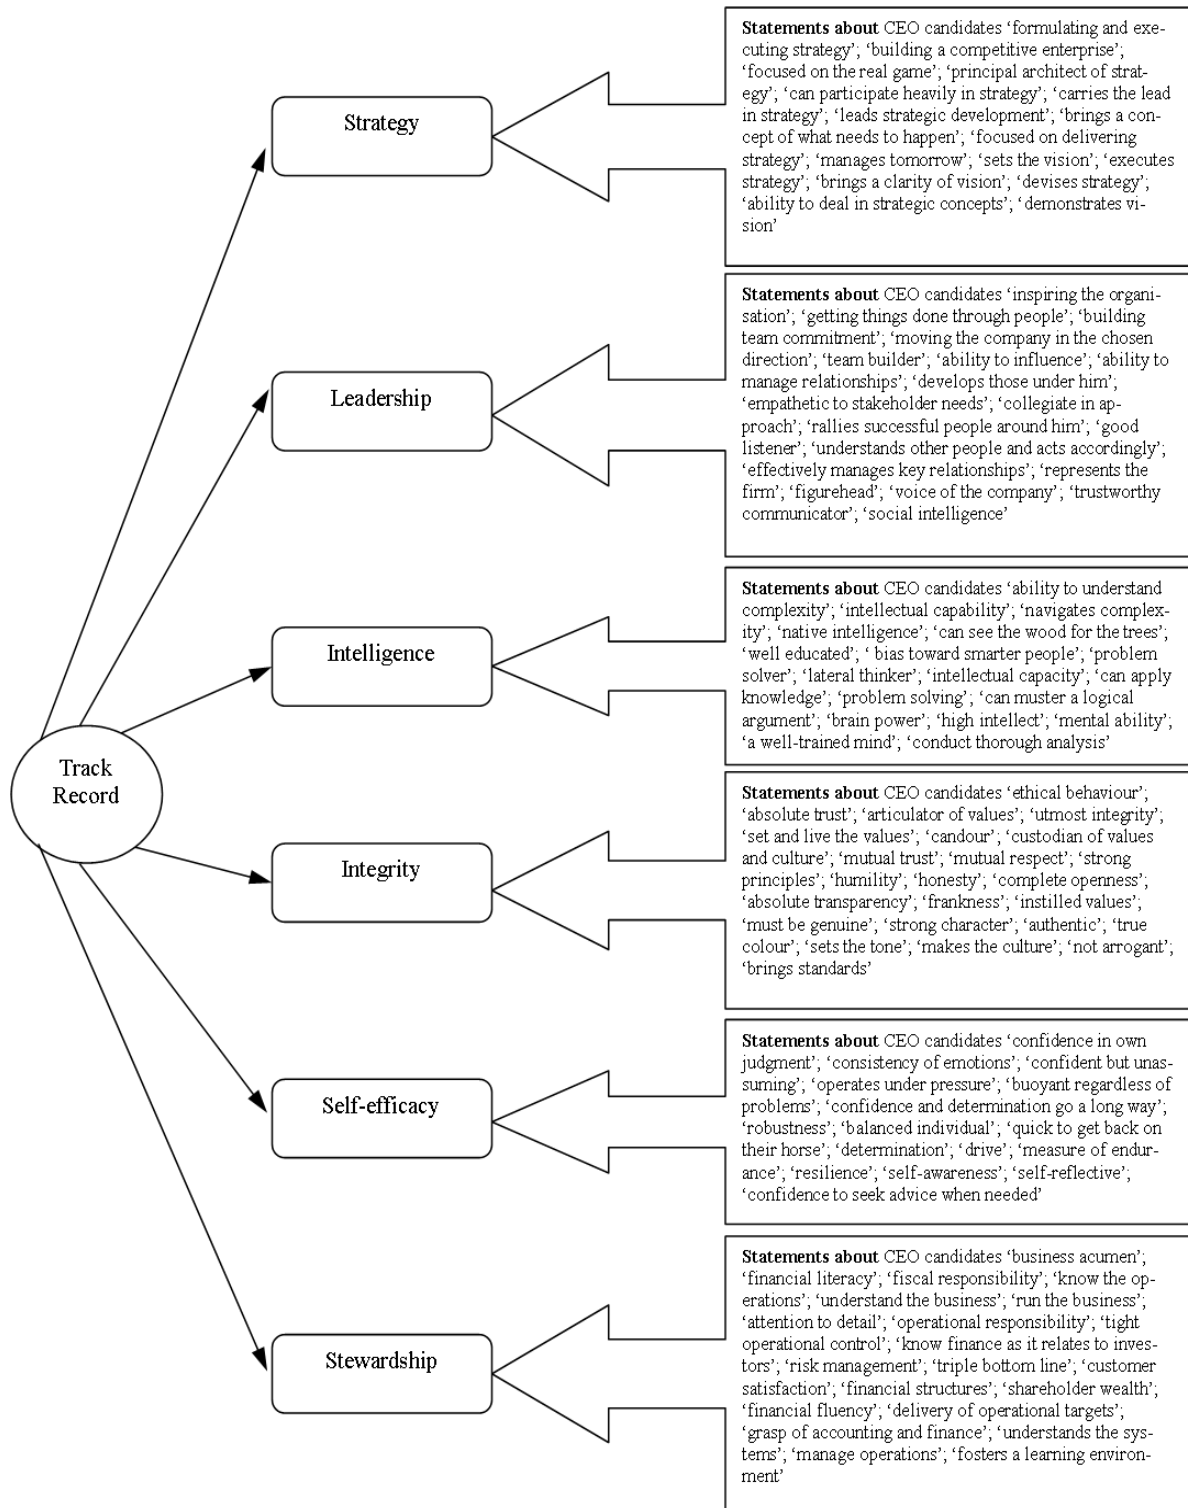 Statements about CEO candidates ‘formulating and exe-
cuting strategy’; ‘building a competitive enterprise’;
‘focused on the real game’; ‘principal architect of strat-
egy’; ‘can participate heavily in strategy’; ‘carries the lead
in strategy’; ‘leads strategic development’; ‘brings a con-
cept of what needs to happen’; ‘focused on delivering
strategy’; ‘manages tomorrow’; ‘sets the vision’; ‘executes
strategy’; ‘brings a clarity of vision’; ‘devises strategy’;
‘ability to deal in strategic concepts’; ‘demonstrates vi-
sion’
Strategy
Statements about CEO candidates ‘inspiring the organi-
sation’; ‘getting things done through people’; ‘building
team commitment’; ‘moving the company in the chosen
direction’; ‘team builder’; ‘ability to influence’; ‘ability to
manage relationships’; ‘develops those under him’;
‘empathetic to stakeholder needs’; ‘collegiate in ap-
proach’; ‘rallies successful people around him’; ‘good
listener’; ‘understands other people and acts accordingly’;
‘effectively manages key relationships’; ‘represents the
firm’; ‘figurehead’; ‘voice of the company’; ‘trustworthy
communicator’; ‘social intelligence’
Leadership
Statements about CEO candidates ‘ability to understand
complexity’; ‘intellectual capability’; ‘navigates complex-
ity’; ‘native intelligence’; ‘can see the wood for the trees’;
‘well educated’; ‘ bias toward smarter people’; ‘problem
solver’; ‘lateral thinker’; ‘intellectual capacity’; ‘can apply
knowledge’; ‘problem solving’; ‘can muster a logical
argument’; ‘brain power’; ‘high intellect’; ‘mental ability’;
‘a well-trained mind’; ‘conduct thorough analysis’
Intelligence
Track
Record
Statements about CEO candidates ‘ethical behaviour’;
‘absolute trust’; ‘articulator of values’; ‘utmost integrity’;
‘set and live the values’; ‘candour’; ‘custodian of values
and culture’; ‘mutual trust’; ‘mutual respect’; ‘strong
principles’; ‘humility’; ‘honesty’; ‘complete openness’;
‘absolute transparency’; ‘frankness’; ‘instilled values’;
‘must be genuine’; ‘strong character’; ‘authentic’; ‘true
colour’; ‘sets the tone’; ‘makes the culture’; ‘not arrogant’;
‘brings standards’
Integrity
Statements about CEO candidates ‘confidence in own
judgment’; ‘consistency of emotions’; ‘confident but unas-
suming’; ‘operates under pressure’; ‘buoyant regardless of
problems’; ‘confidence and determination go a long way’;
‘robustness’; ‘balanced individual’; ‘quick to get back on
their horse’; ‘determination’; ‘drive’; ‘measure of endur-
ance’; ‘resilience’; ‘self-awareness’; ‘self-reflective’;
‘confidence to seek advice when needed’
Self-efficacy
Statements about CEO candidates ‘business acumen’;
‘financial literacy’; ‘fiscal responsibility’; ‘know the op-
erations’; ‘understand the business’; ‘run the business’;
‘attention to detail’; ‘operational responsibility’; ‘tight
operational control’; ‘know finance as it relates to inves-
tors’; ‘risk management’; ‘triple bottom line’; ‘customer
satisfaction’; ‘financial structures’; ‘shareholder wealth’;
‘financial fluency’; ‘delivery of operational targets’;
‘grasp of accounting and finance’; ‘understands the sys-
tems’; ‘manage operations’; ‘fosters a learning environ-
ment’
Stewardship